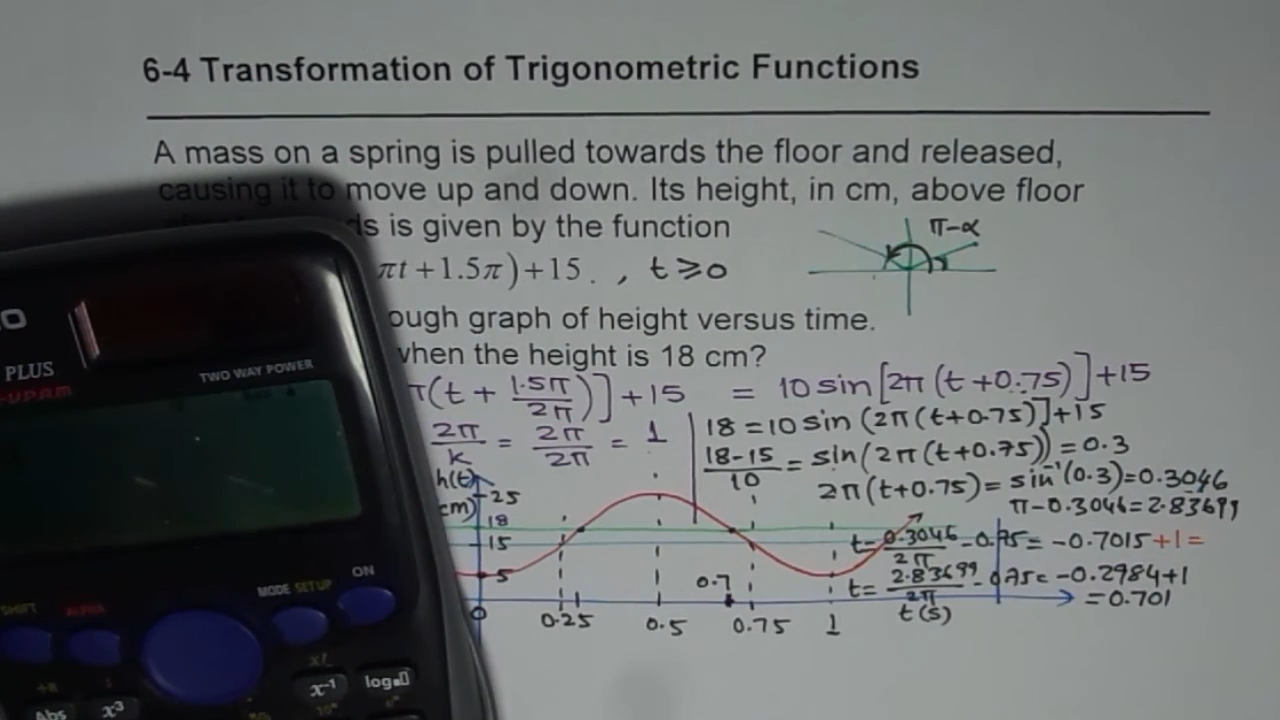 6-4 Transformation of Trigonometric Functions
A mass on a spring is pulled towards the floor and released,
causing it to move up and down. Its height, in cm, above floor
is given by the function
πt +1.5π)+15 . , t≥0
π-α
graph of height versus time.
when the height is 18 cm?
π(t + 1.5π/2π)] +15 = 10 sin [2π (t +0.75)] +15
2π/K = 2π/2π = 1
18 = 10 sin (2π(t+0.75)] +15
18-15/10 = sin(2π(t+0.75)) = 0.3
2π(t+0.75) = sin⁻¹(0.3) = 0.3046
π-0.3046 = 2.83699
t = 0.3046/2π - 0.75 = -0.7015 +1 =
t = 2.83699/2π - 0.75 = -0.2984 +1
= 0.701
h(t)
cm)
25
18
15
5
0.7
0 0.25 0.5 0.75 1
t(s)
PLUS
TWO WAY POWER
MODE SETUP
ON
SHIFT
ALPHA
x!
x⁻¹
Abs
x³